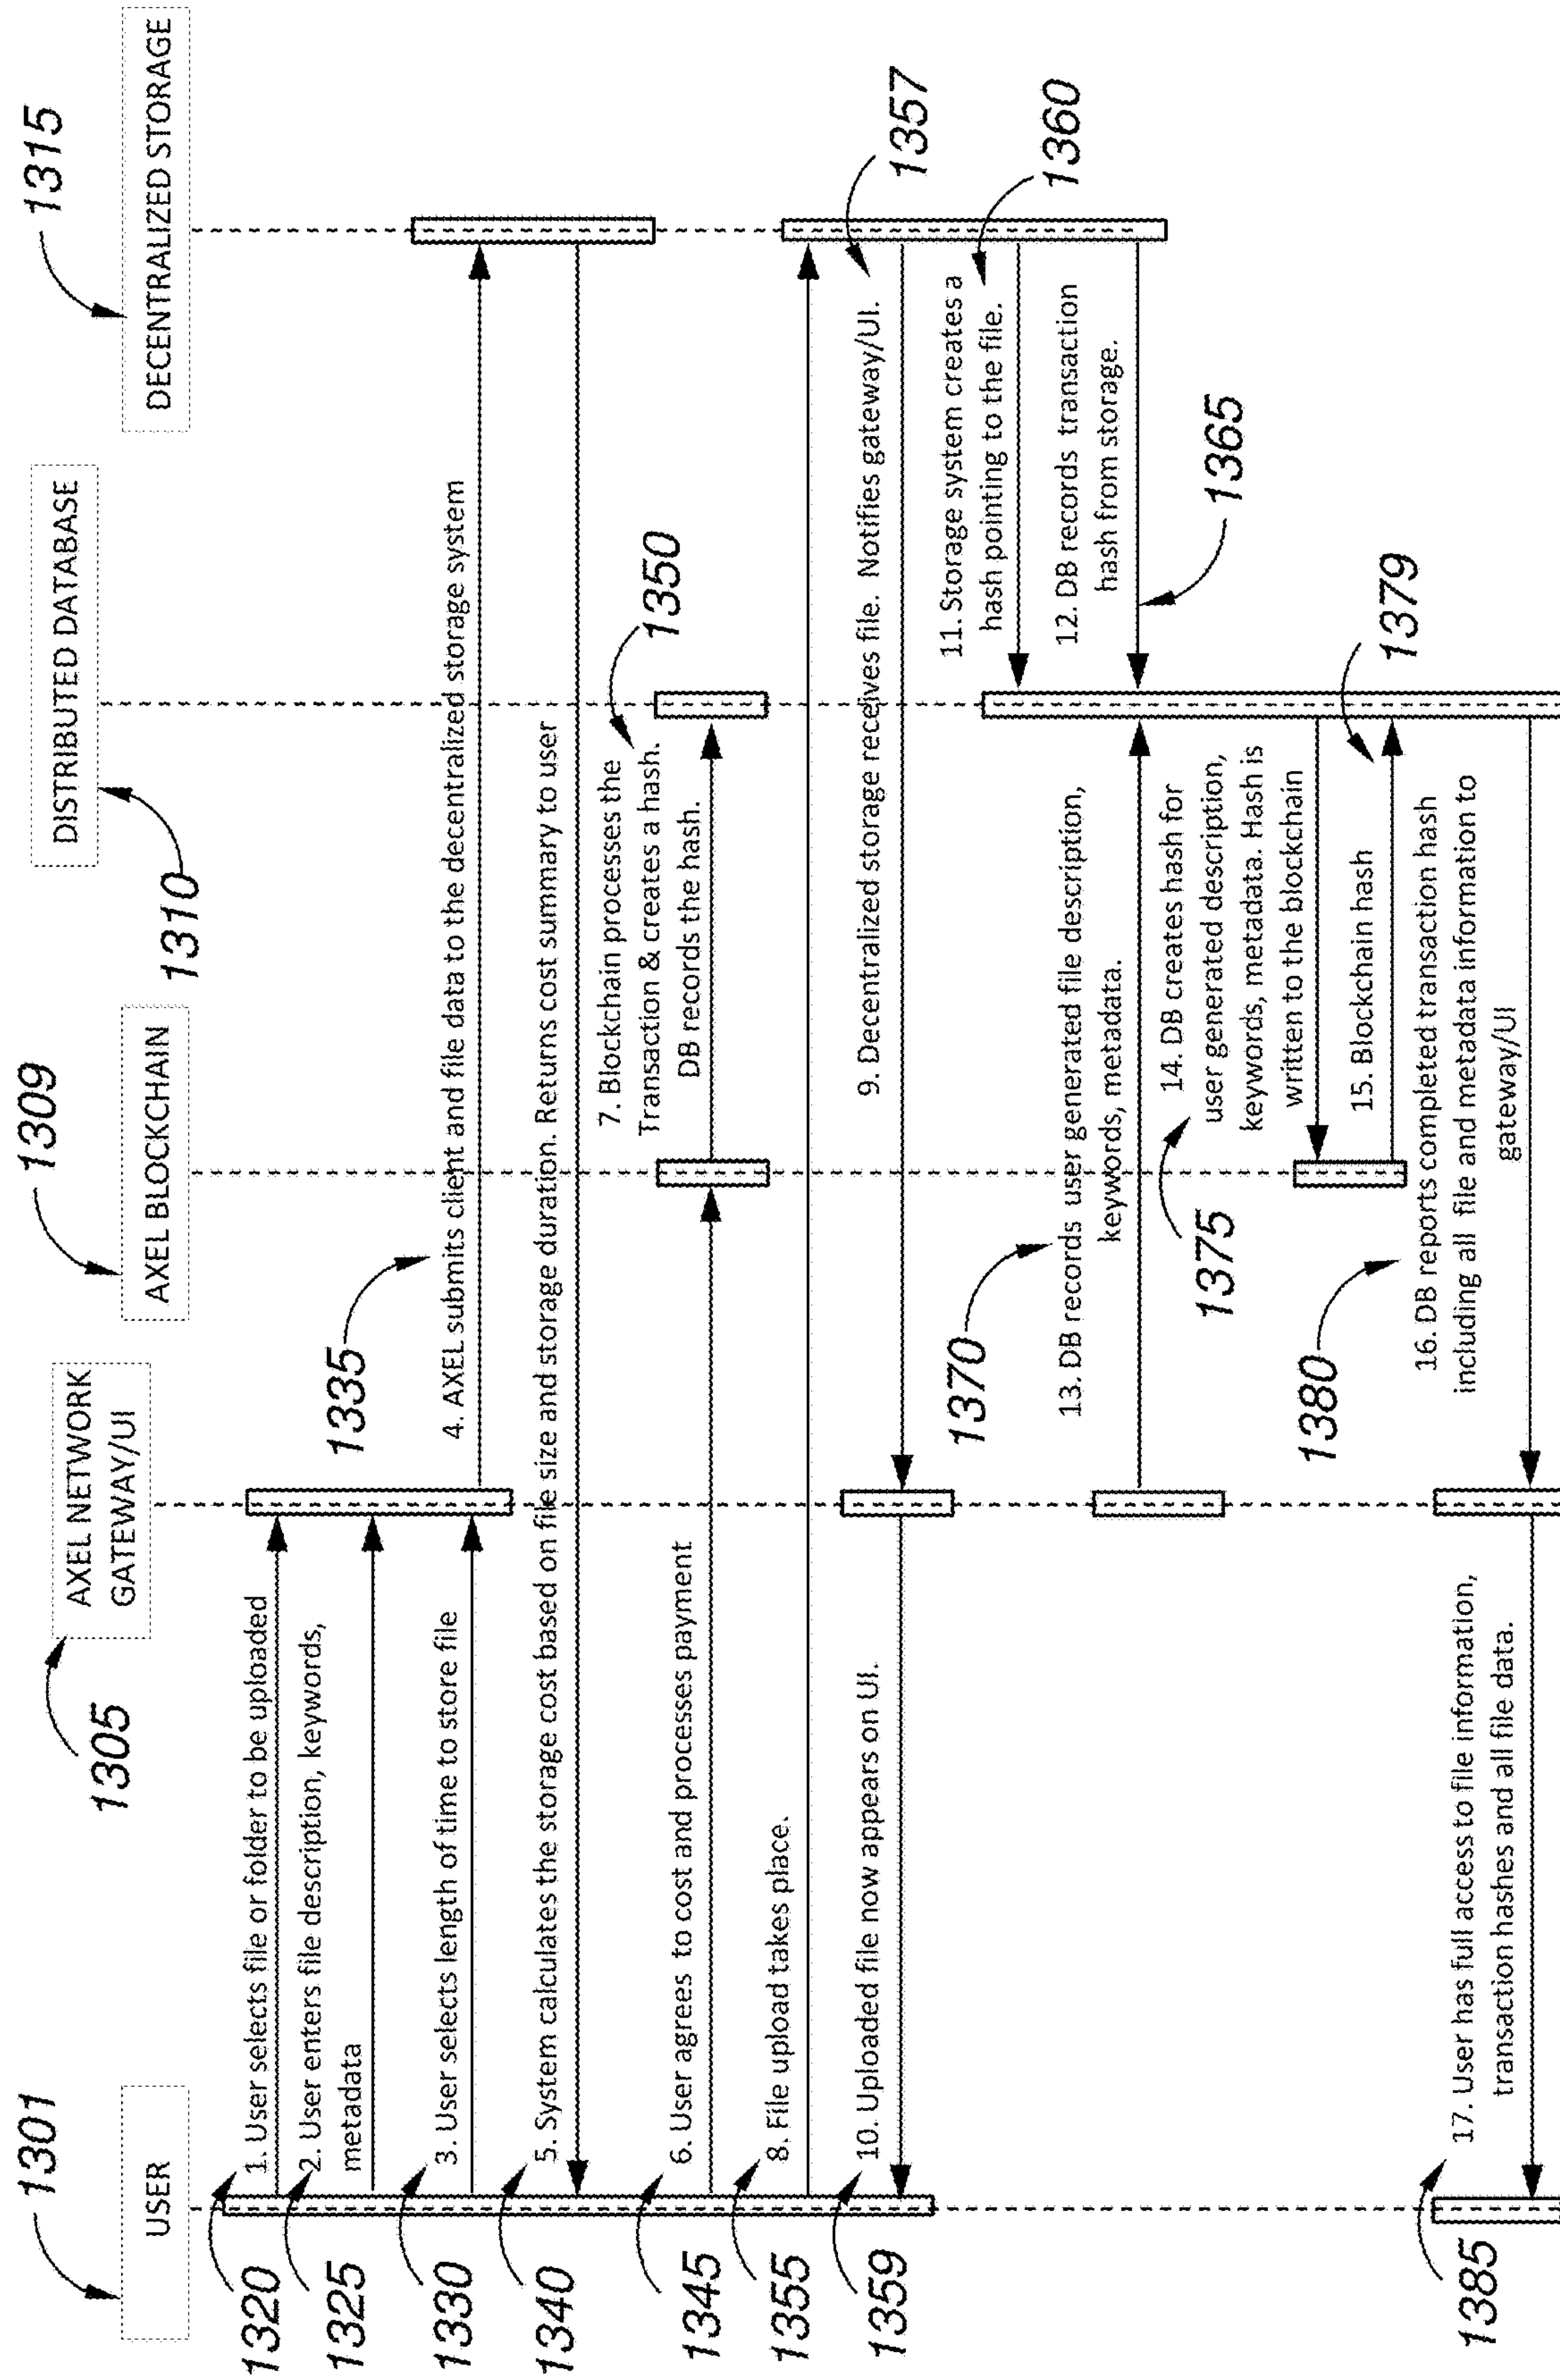 1301
USER
1305
AXEL NETWORK
GATEWAY/UI
1309
AXEL BLOCKCHAIN
DISTRIBUTED DATABASE
1310
1315
DECENTRALIZED STORAGE
1320
1. User selects file or folder to be uploaded
1325
2. User enters file description, keywords,
metadata
1330
3. User selects length of time to store file
1335
4. AXEL submits client and file data to the decentralized storage system
1340
5. System calculates the storage cost based on file size and storage duration. Returns cost summary to user
1345
6. User agrees to cost and processes payment
7. Blockchain processes the
Transaction & creates a hash.
DB records the hash.
1350
1355
8. File upload takes place.
9. Decentralized storage receives file. Notifies gateway/UI.
1357
1359
10. Uploaded file now appears on UI.
11. Storage system creates a
hash pointing to the file.
1360
12. DB records transaction
hash from storage.
1365
1370
13. DB records user generated file description,
keywords, metadata.
1375
14. DB creates hash for
user generated description,
keywords, metadata. Hash is
written to the blockchain
15. Blockchain hash
1379
1380
16. DB reports completed transaction hash
including all file and metadata information to
gateway/UI
1385
17. User has full access to file information,
transaction hashes and all file data.